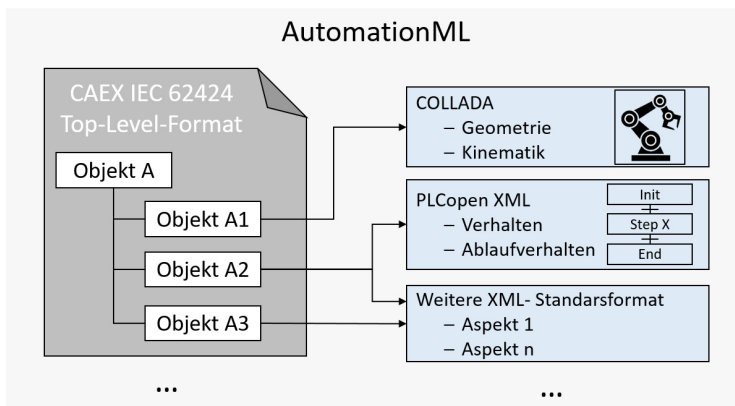 AutomationML
CAEX IEC 62424
Top-Level-Format
Objekt A
Objekt A1
Objekt A2
Objekt A3
...
COLLADA
– Geometrie
– Kinematik
PLCopen XML
– Verhalten
– Ablaufverhalten
Init
Step X
End
Weitere XML- Standarsformat
– Aspekt 1
– Aspekt n
...